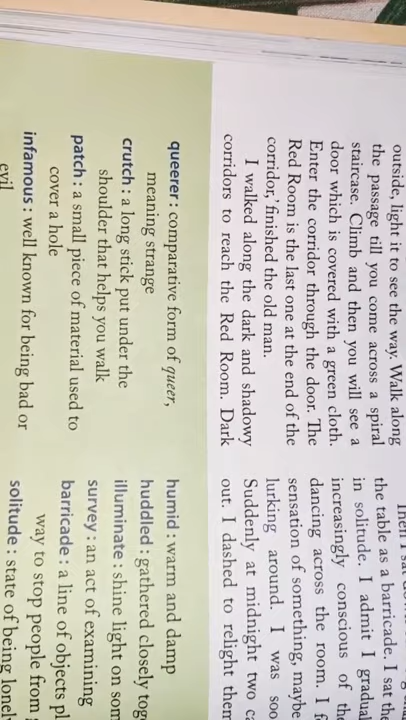 outside, light it to see the way. Walk along
the passage till you come across a spiral
staircase. Climb and then you will see a
door which is covered with a green cloth.
Enter the corridor through the door. The
Red Room is the last one at the end of the
corridor,' finished the old man.
I walked along the dark and shadowy
corridors to reach the Red Room. Dark
Then I sat
the table as a barricade. I sat the
in solitude. I admit I gradua
increasingly conscious of th
dancing across the room. I f
sensation of something, maybe
lurking around. I was soo
Suddenly at midnight two ca
out. I dashed to relight them
queerer : comparative form of queer,
meaning strange
crutch : a long stick put under the
shoulder that helps you walk
patch : a small piece of material used to
cover a hole
infamous : well known for being bad or
evil
humid : warm and damp
huddled : gathered closely tog
illuminate : shine light on som
survey : an act of examining
barricade : a line of objects pl
way to stop people from
solitude : state of being lonel